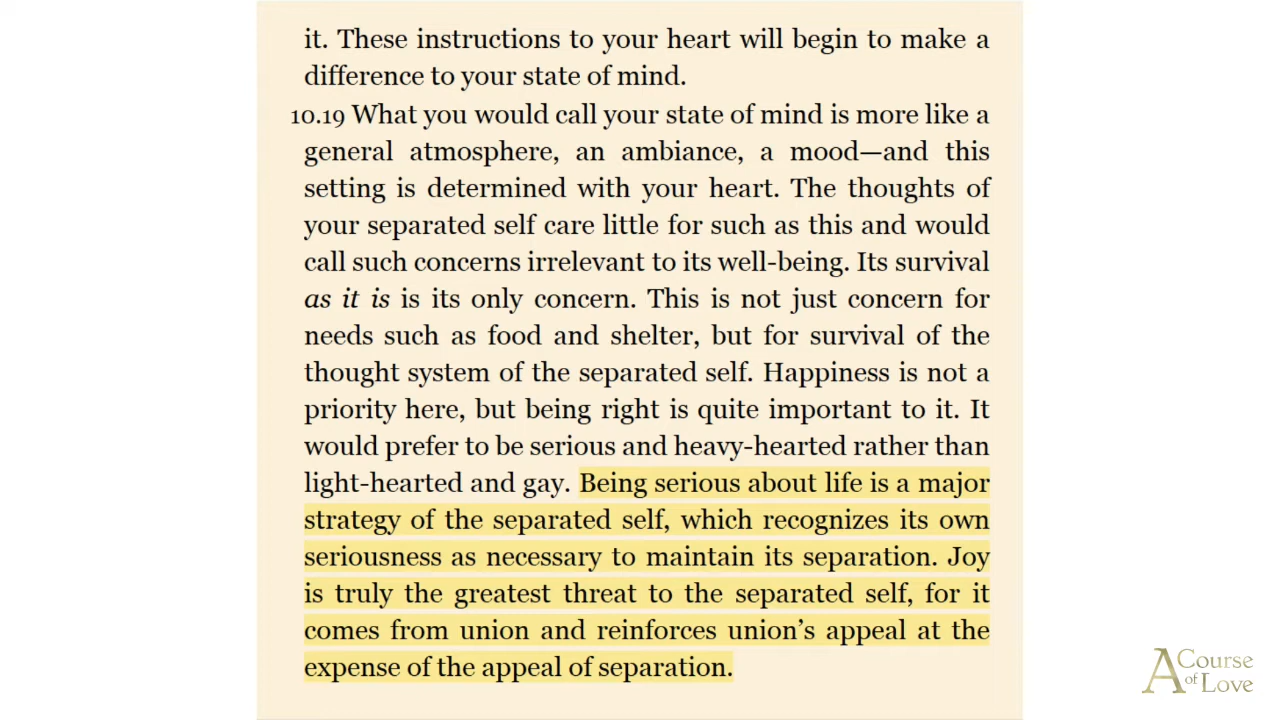 it. These instructions to your heart will begin to make a
difference to your state of mind.
10.19 What you would call your state of mind is more like a
general atmosphere, an ambiance, a mood—and this
setting is determined with your heart. The thoughts of
your separated self care little for such as this and would
call such concerns irrelevant to its well-being. Its survival
as it is is its only concern. This is not just concern for
needs such as food and shelter, but for survival of the
thought system of the separated self. Happiness is not a
priority here, but being right is quite important to it. It
would prefer to be serious and heavy-hearted rather than
light-hearted and gay. Being serious about life is a major
strategy of the separated self, which recognizes its own
seriousness as necessary to maintain its separation. Joy
is truly the greatest threat to the separated self, for it
comes from union and reinforces union’s appeal at the
expense of the appeal of separation.
A Course
of Love